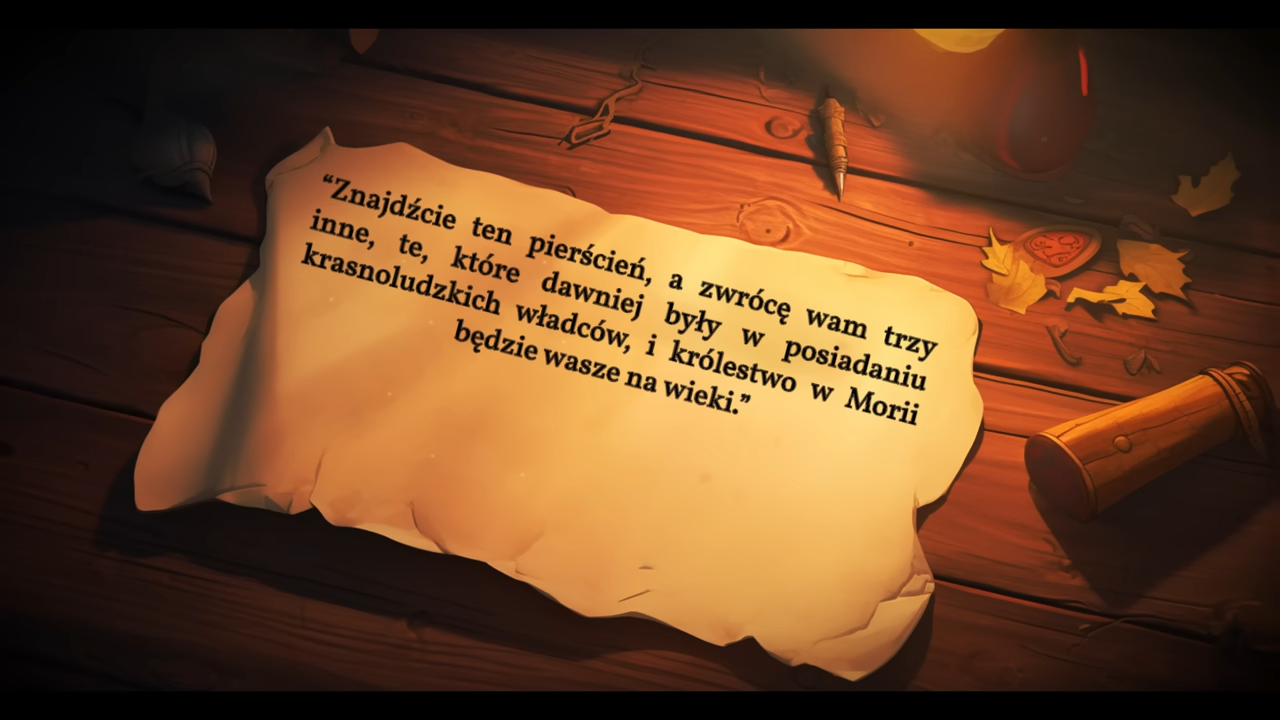 “Znajdźcie ten pierścień, a zwrócę wam trzy
inne, te, które dawniej były w posiadaniu
krasnoludzkich władców, i królestwo w Morii
będzie wasze na wieki.”